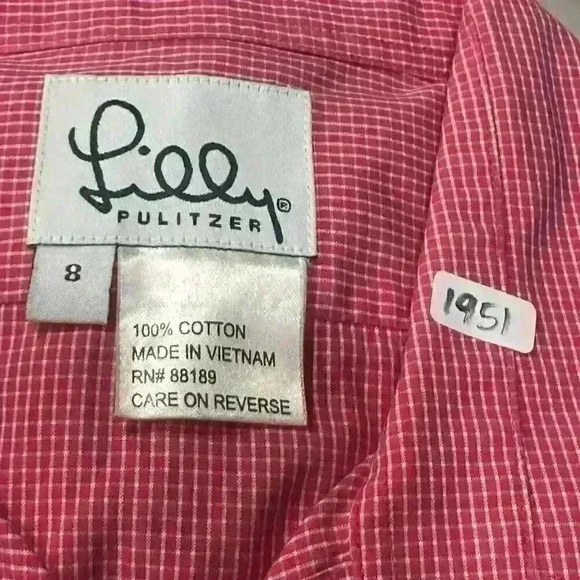 Lilly®
PULITZER
8
100% COTTON
MADE IN VIETNAM
RN# 88189
CARE ON REVERSE
1951